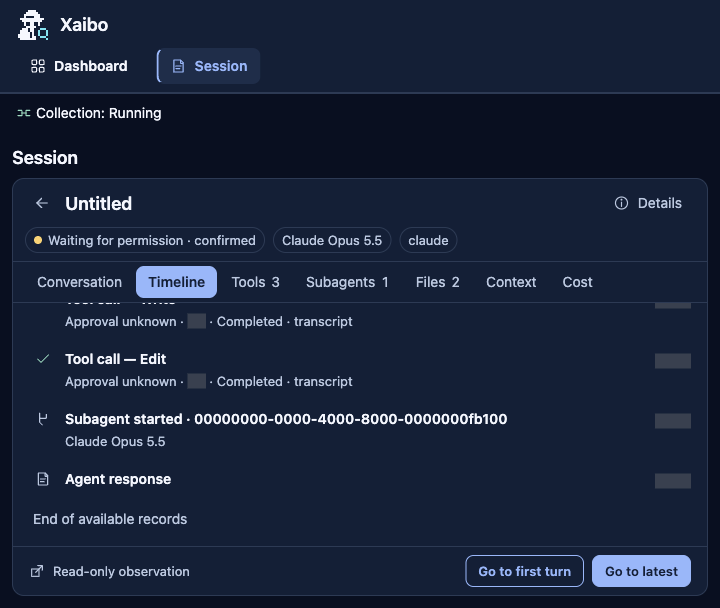 Xaibo
Dashboard
Session
Collection: Running
Session
Untitled
Details
Waiting for permission · confirmed
Claude Opus 5.5
claude
Conversation
Timeline
Tools 3
Subagents 1
Files 2
Context
Cost
Approval unknown · · Completed · transcript
Tool call — Edit
Approval unknown · · Completed · transcript
Subagent started · 00000000-0000-4000-8000-0000000fb100
Claude Opus 5.5
Agent response
End of available records
Read-only observation
Go to first turn
Go to latest